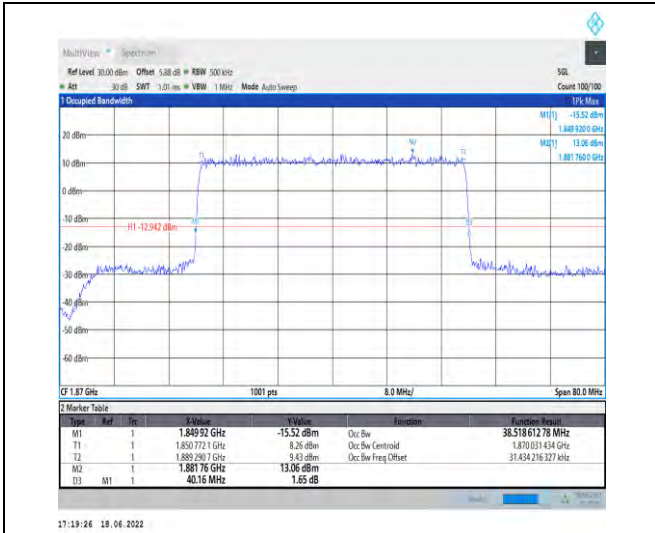 MultiView Spectrum
Ref Level 30.00 dBm Offset 5.88 dB RBW 500 kHz SGL
Att 30 dB SWT 1.01 ms VBW 1 MHz Mode Auto Sweep Count 100/100
1 Occupied Bandwidth 1Pk Max
M1[1] -15.52 dBm
1.849 920 0 GHz
M2[1] 13.06 dBm
1.881 760 0 GHz
20 dBm
10 dBm
0 dBm
-10 dBm
H1 -12.942 dBm
-20 dBm
-30 dBm
-40 dBm
-50 dBm
-60 dBm
CF 1.87 GHz 1001 pts 8.0 MHz/ Span 80.0 MHz
2 Marker Table
Type Ref Trc X-Value Y-Value Function Function Result
M1 1 1.849 92 GHz -15.52 dBm Occ Bw 38.518 612 78 MHz
T1 1 1.850 772 1 GHz 8.26 dBm Occ Bw Centroid 1.870 031 434 GHz
T2 1 1.889 290 7 GHz 9.43 dBm Occ Bw Freq Offset 31.434 216 327 kHz
M2 1 1.881 76 GHz 13.06 dBm
D3 M1 1 40.16 MHz 1.65 dB
17:19:26 18.06.2022